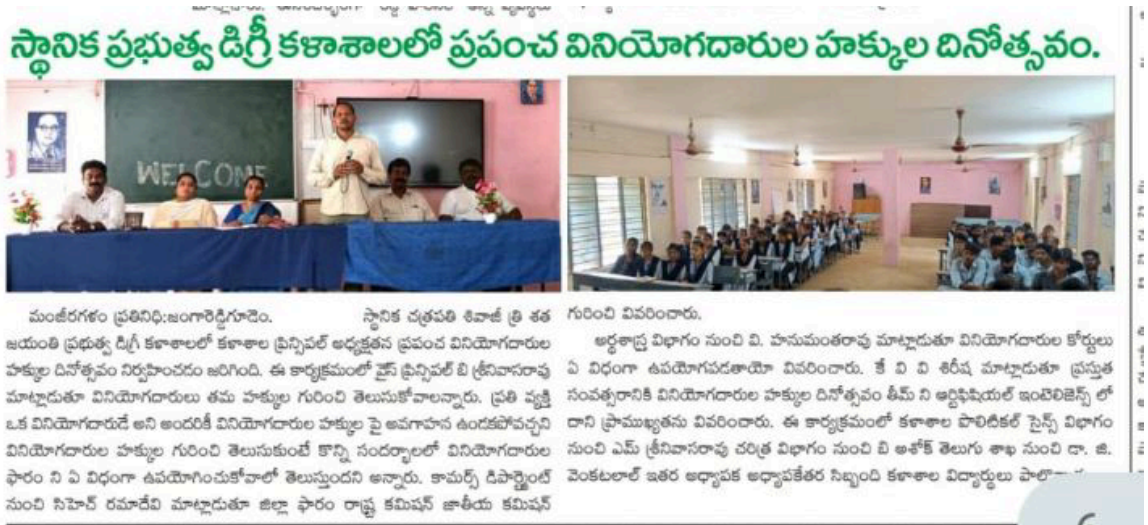 స్థానిక ప్రభుత్వ డిగ్రీ కళాశాలలో ప్రపంచ వినియోగదారుల హక్కుల దినోత్సవం.
WELCOME
మంజీరగళం ప్రతినిధి:జంగారెడ్డిగూడెం. స్థానిక చత్రపతి శివాజీ త్రి శత
జయంతి ప్రభుత్వ డిగ్రీ కళాశాలలో కళాశాల ప్రిన్సిపల్ అధ్యక్షతన ప్రపంచ వినియోగదారుల
హక్కుల దినోత్సవం నిర్వహించడం జరిగింది. ఈ కార్యక్రమంలో వైస్ ప్రిన్సిపల్ బి శ్రీనివాసరావు
మాట్లాడుతూ వినియోగదారులు తమ హక్కుల గురించి తెలుసుకోవాలన్నారు. ప్రతి వ్యక్తి
ఒక వినియోగదారుడే అని అందరికీ వినియోగదారుల హక్కుల పై అవగాహన ఉండకపోవచ్చని
వినియోగదారుల హక్కుల గురించి తెలుసుకుంటే కొన్ని సందర్భాలలో వినియోగదారుల
ఫారం ని ఏ విధంగా ఉపయోగించుకోవాలో తెలుస్తుందని అన్నారు. కామర్స్ డిపార్ట్మెంట్
నుంచి సిహెచ్ రమాదేవి మాట్లాడుతూ జిల్లా ఫారం రాష్ట్ర కమిషన్ జాతీయ కమిషన్
గురించి వివరించారు.
అర్థశాస్త్ర విభాగం నుంచి వి. హనుమంతరావు మాట్లాడుతూ వినియోగదారుల కోర్టులు
ఏ విధంగా ఉపయోగపడతాయో వివరించారు. కే వి వి శిరీష మాట్లాడుతూ ప్రస్తుత
సంవత్సరానికి వినియోగదారుల హక్కుల దినోత్సవం తీమ్ ని ఆర్టిఫిషియల్ ఇంటెలిజెన్స్ లో
దాని ప్రాముఖ్యతను వివరించారు. ఈ కార్యక్రమంలో కళాశాల పొలిటికల్ సైన్స్ విభాగం
నుంచి ఎమ్ శ్రీనివాసరావు చరిత్ర విభాగం నుంచి బి అశోక్ తెలుగు శాఖ నుంచి డా. జి.
వెంకటలాల్ ఇతర అధ్యాపక అధ్యాపకేతర సిబ్బంది కళాశాల విద్యార్థులు